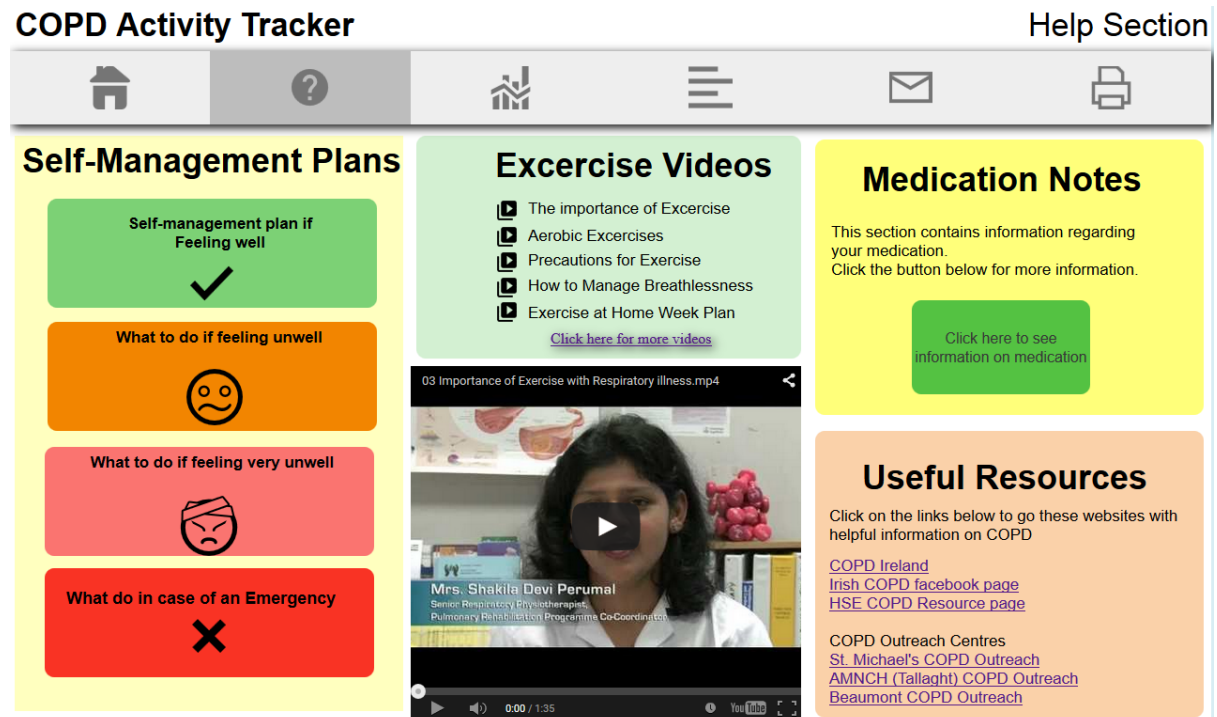 COPD Activity Tracker
Help Section
Self-Management Plans
Self-management plan if
Feeling well
What to do if feeling unwell
What to do if feeling very unwell
What do in case of an Emergency
Excercise Videos
The importance of Excercise
Aerobic Excercises
Precautions for Exercise
How to Manage Breathlessness
Exercise at Home Week Plan
Click here for more videos
03 Importance of Exercise with Respiratory illness.mp4
Mrs. Shakila Devi Perumal
Senior Respiratory Physiotherapist,
Pulmonary Rehabilitation Programme Co-Coordinator
0:00 / 1:35
YouTube
Medication Notes
This section contains information regarding
your medication.
Click the button below for more information.
Click here to see
information on medication
Useful Resources
Click on the links below to go these websites with
helpful information on COPD
COPD Ireland
Irish COPD facebook page
HSE COPD Resource page
COPD Outreach Centres
St. Michael's COPD Outreach
AMNCH (Tallaght) COPD Outreach
Beaumont COPD Outreach